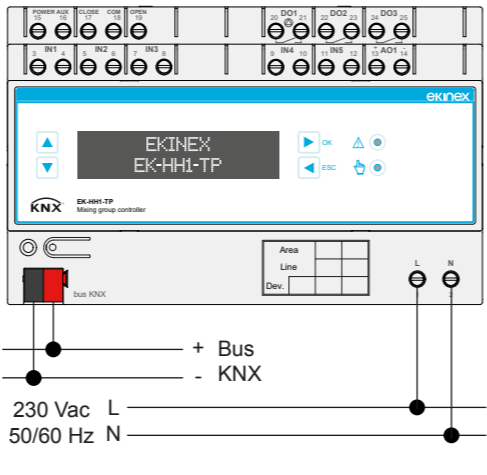 POWER AUX CLOSE COM OPEN DO1 DO2 DO3
15 16 17 18 19 20 21 22 23 24 25
IN1 IN2 IN3 IN4 IN5 + AO1 -
3 4 5 6 7 8 9 10 11 12 13 14
ekinex
EKINEX OK
EK-HH1-TP ESC
KNX EK-HH1-TP
Mixing group controller
Area
Line
Dev.
L N
1 2
bus KNX
+ Bus
- KNX
230 Vac L
50/60 Hz N